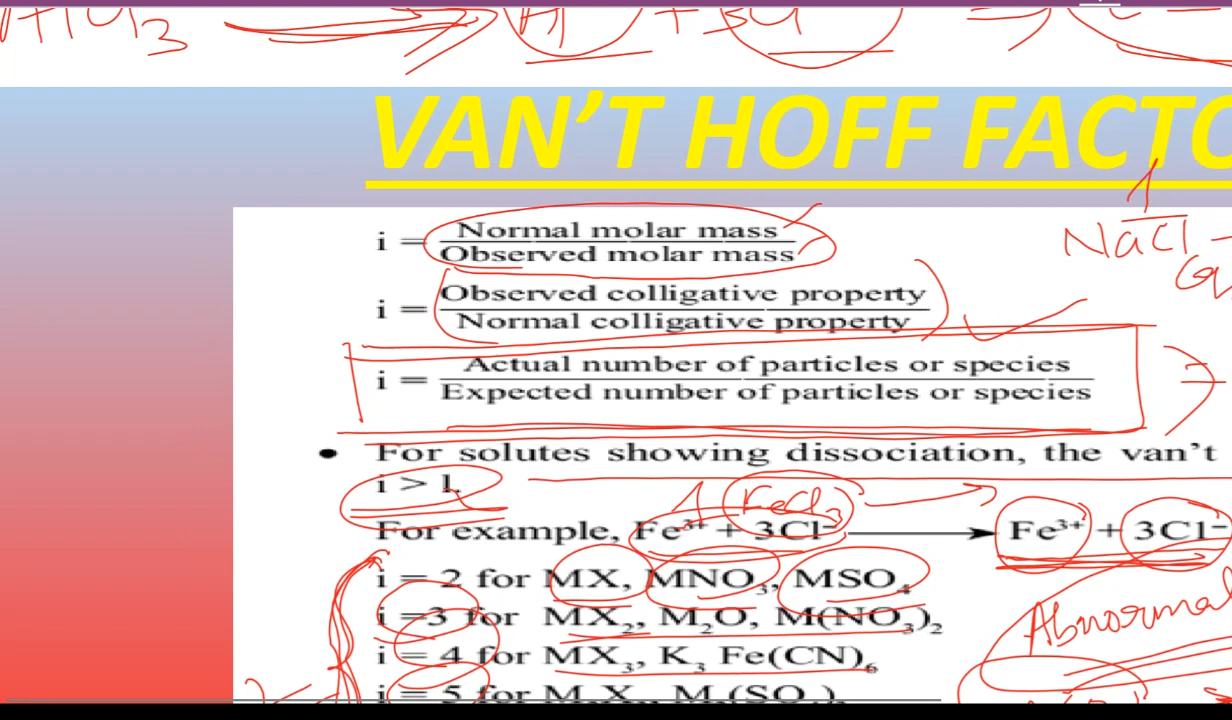 VAN'T HOFF FACTO
i = Normal molar mass / Observed molar mass
NaCl
i = Observed colligative property / Normal colligative property
i = Actual number of particles or species / Expected number of particles or species
• For solutes showing dissociation, the van't
i > 1.
FeCl₃
For example, Fe³⁺ + 3Cl⁻ ⟶ Fe³⁺ + 3Cl⁻
i = 2 for MX, MNO₃, MSO₄
i =3 for MX₂, M₂O, M(NO₃)₂
Abnormal
i = 4 for MX₃, K₃ Fe(CN)₆
i = 5 for